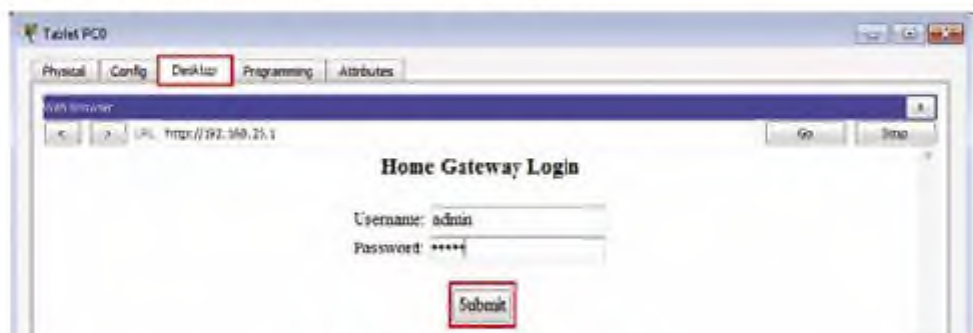 Tablet PC0
Physical Config Desktop Programming Attributes
Web Browser X
< > URL http://192.168.25.1 Go Stop
Home Gateway Login
Username: admin
Password: •••••
Submit